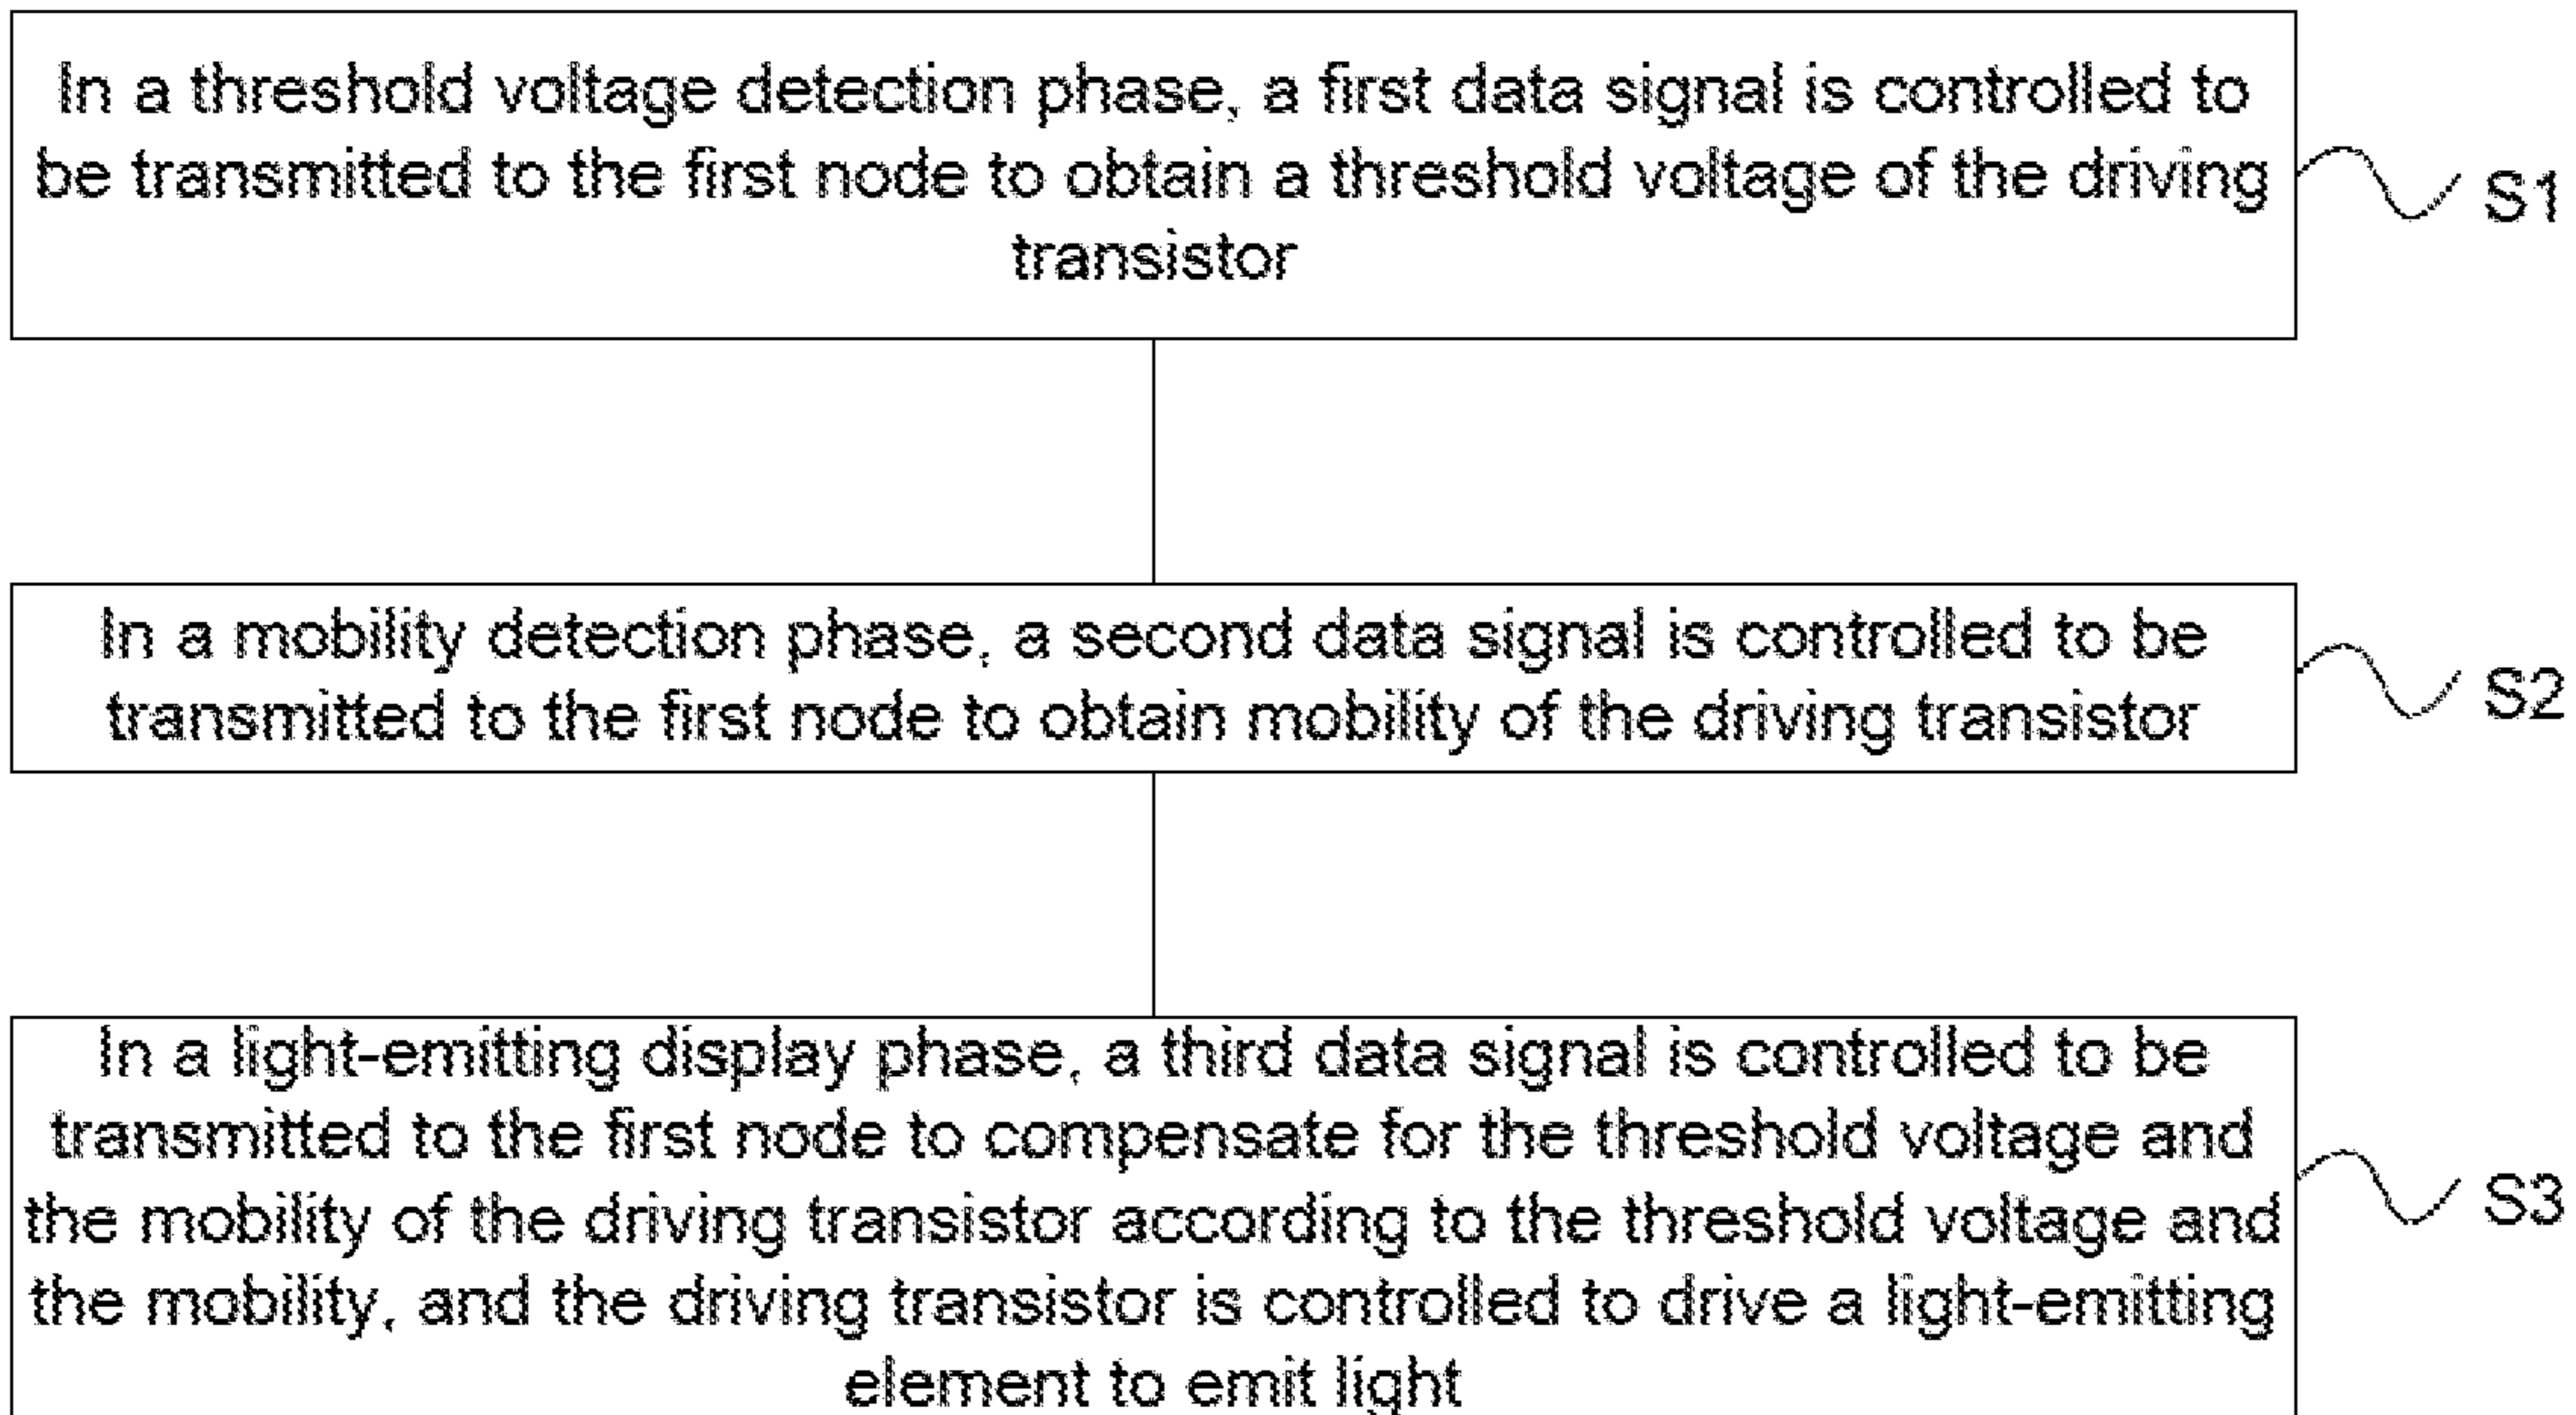 In a threshold voltage detection phase, a first data signal is controlled to
be transmitted to the first node to obtain a threshold voltage of the driving
transistor
S1
In a mobility detection phase, a second data signal is controlled to be
transmitted to the first node to obtain mobility of the driving transistor
S2
In a light-emitting display phase, a third data signal is controlled to be
transmitted to the first node to compensate for the threshold voltage and
the mobility of the driving transistor according to the threshold voltage and
the mobility, and the driving transistor is controlled to drive a light-emitting
element to emit light
S3